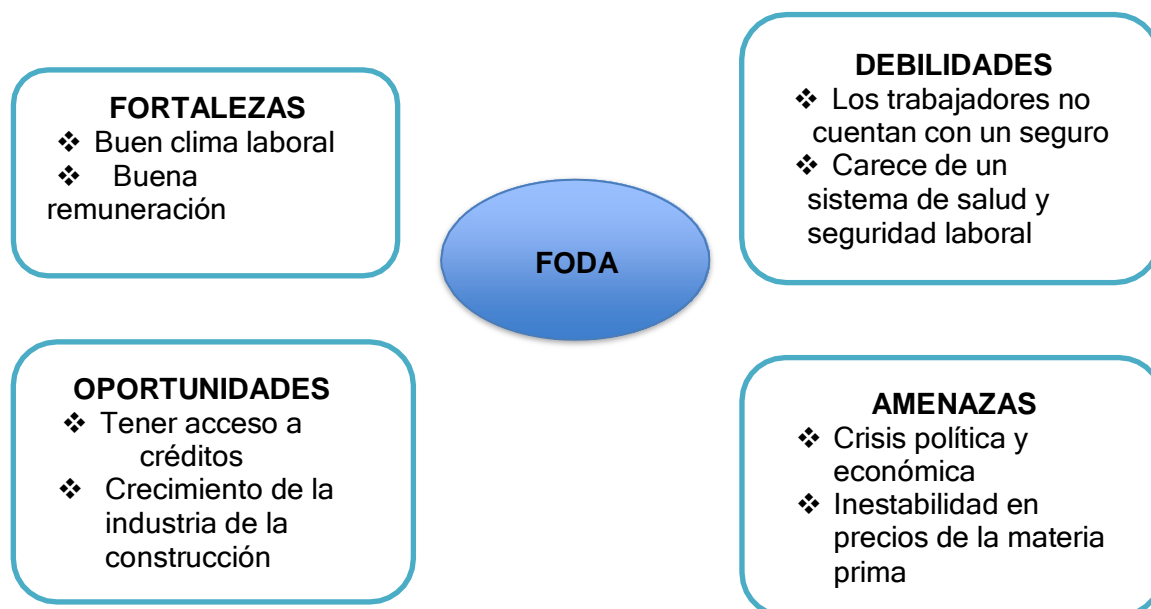 FORTALEZAS
❖ Buen clima laboral
❖ Buena
remuneración
DEBILIDADES
❖ Los trabajadores no
cuentan con un seguro
❖ Carece de un
sistema de salud y
seguridad laboral
FODA
OPORTUNIDADES
❖ Tener acceso a
créditos
❖ Crecimiento de la
industria de la
construcción
AMENAZAS
❖ Crisis política y
económica
❖ Inestabilidad en
precios de la materia
prima